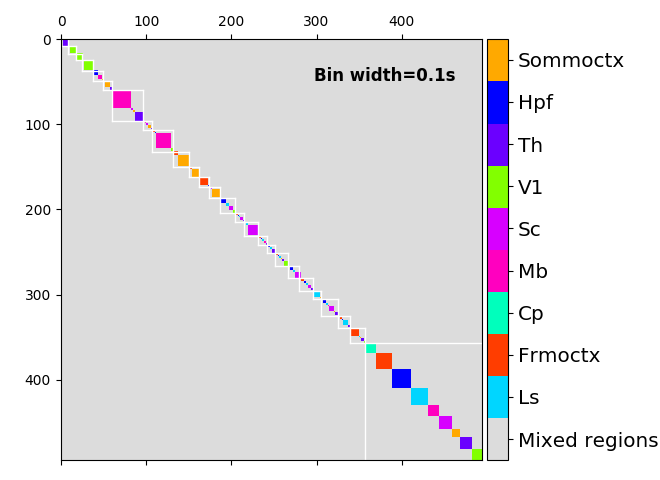 0 100 200 300 400
0
100
200
300
400
Bin width=0.1s
Sommoctx
Hpf
Th
V1
Sc
Mb
Cp
Frmoctx
Ls
Mixed regions